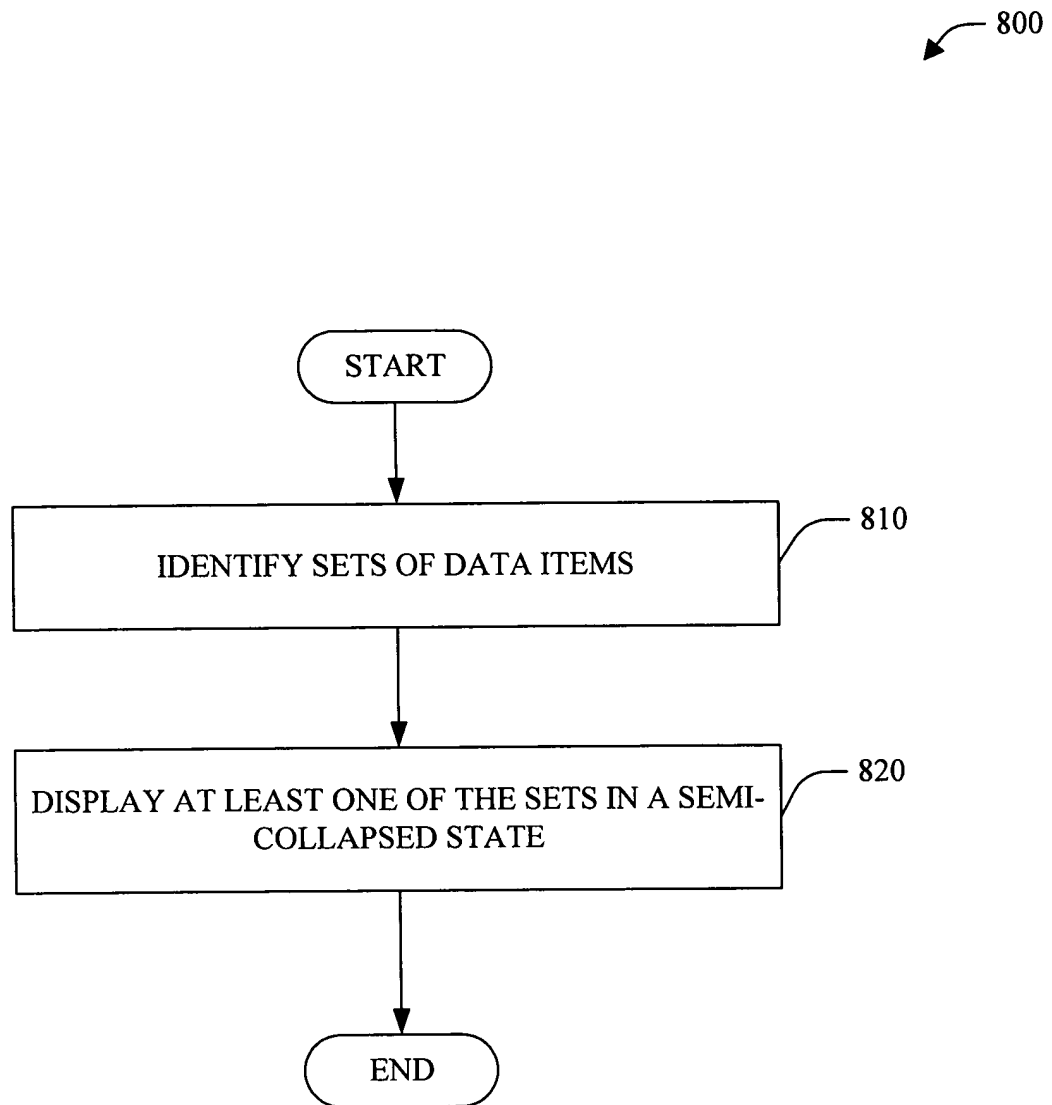 800
START
IDENTIFY SETS OF DATA ITEMS
810
DISPLAY AT LEAST ONE OF THE SETS IN A SEMI-
COLLAPSED STATE
820
END